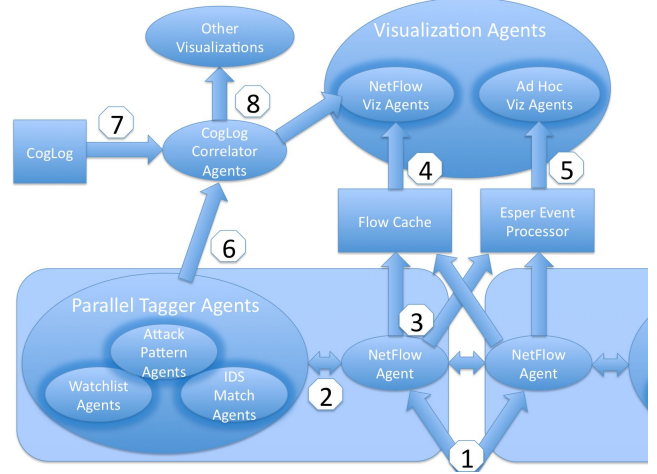 Other
Visualizations
Visualization Agents
NetFlow
Viz Agents
Ad Hoc
Viz Agents
7
8
CogLog
CogLog
Correlator
Agents
4
5
Flow Cache
Esper Event
Processor
6
Parallel Tagger Agents
3
Attack
Pattern
Agents
Watchlist
Agents
IDS
Match
Agents
2
NetFlow
Agent
NetFlow
Agent
1